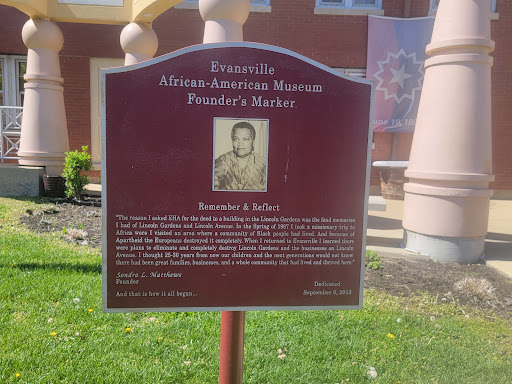 Evansville
African-American Museum
Founder's Marker
Remember & Reflect
"The reason I asked EHA for the deed to a building in the Lincoln Gardens was the fond memories
I had of Lincoln Gardens and Lincoln Avenue. In the Spring of 1997 I took a missionary trip to
Africa were I visited an area where a community of Black people had lived. And because of
Apartheid the Europeans destroyed it completely. When I returned to Evansville I learned there
were plans to eliminate and completely destroy Lincoln Gardens and the businesses on Lincoln
Avenue. I thought 25-50 years from now our children and the next generations would not know
there had been great families, businesses, and a whole community that had lived and thrived here."
Sondra L. Matthews
Founder
And that is how it all began...
Dedicated:
September 6, 2013
June 19, 18